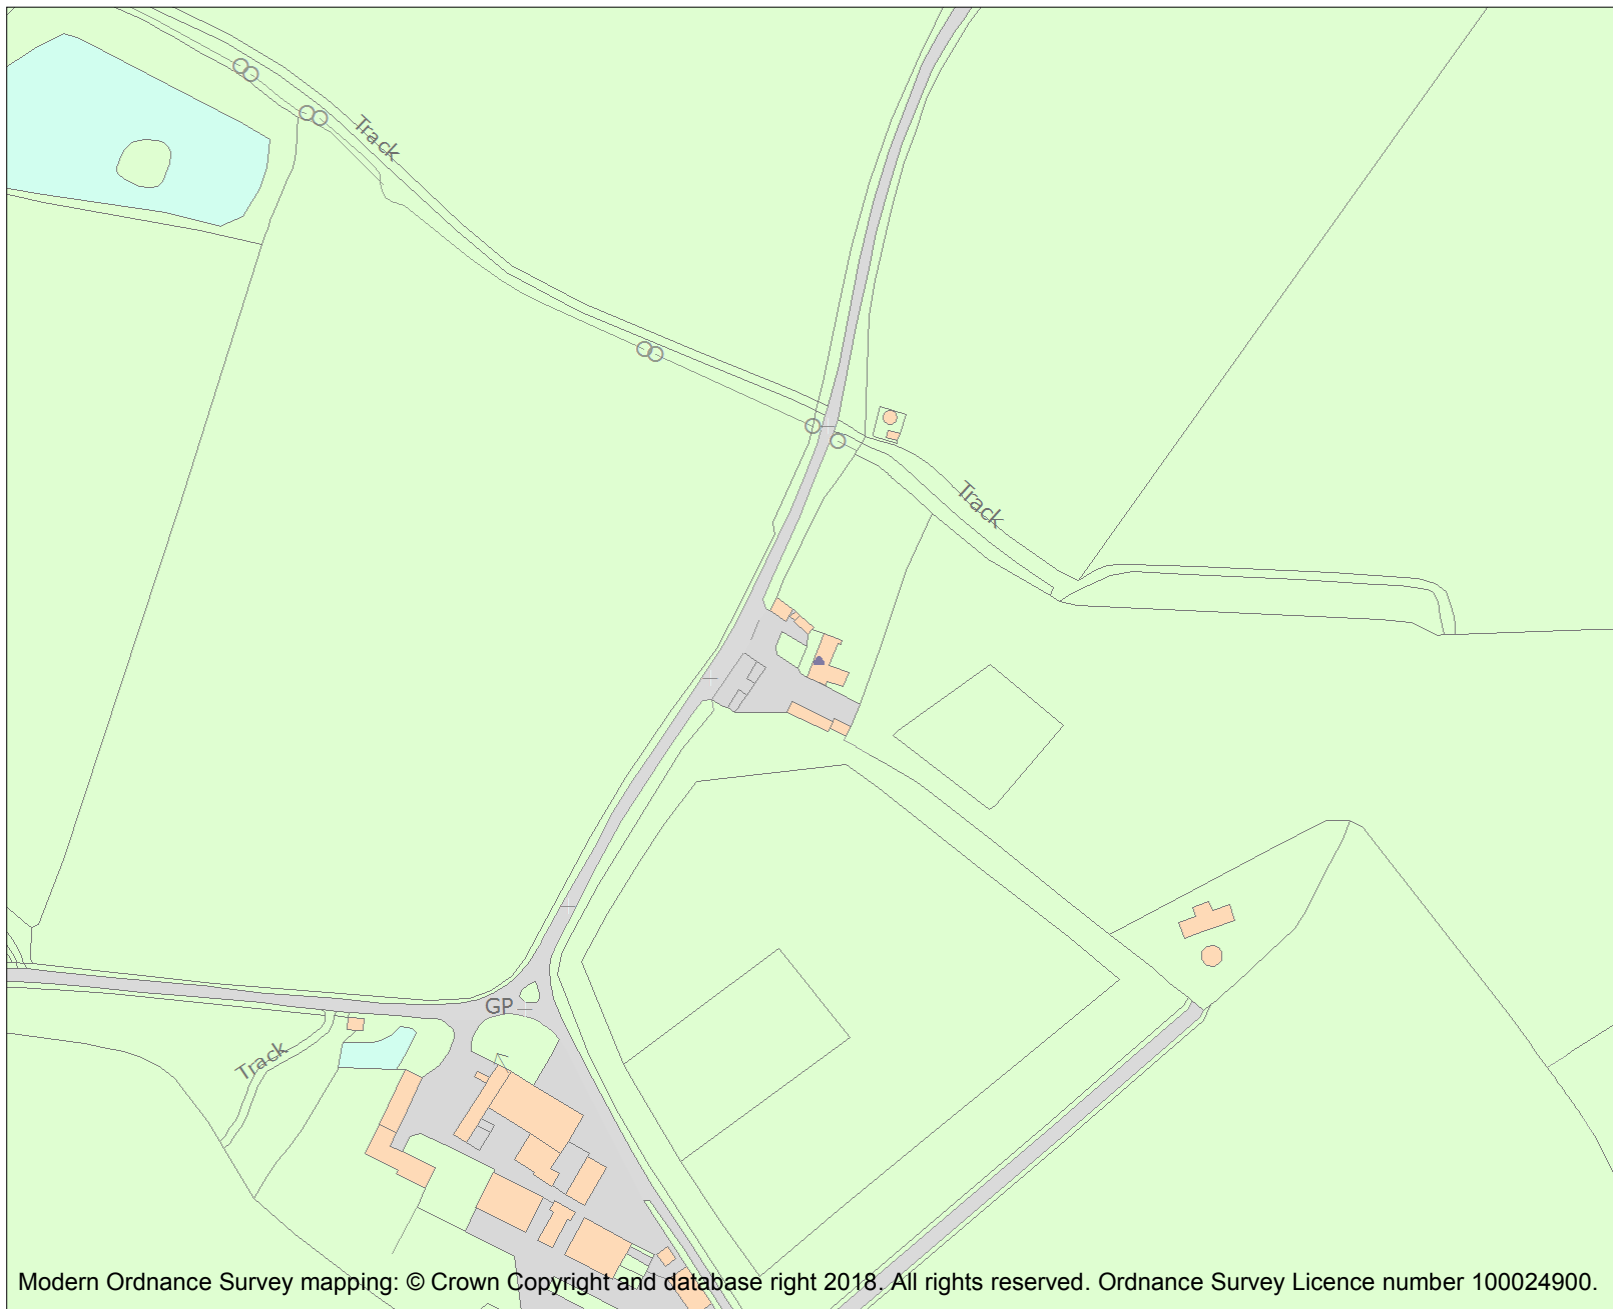 Track
Track
GP
Track
Modern Ordnance Survey mapping: © Crown Copyright and database right 2018. All rights reserved. Ordnance Survey Licence number 100024900.